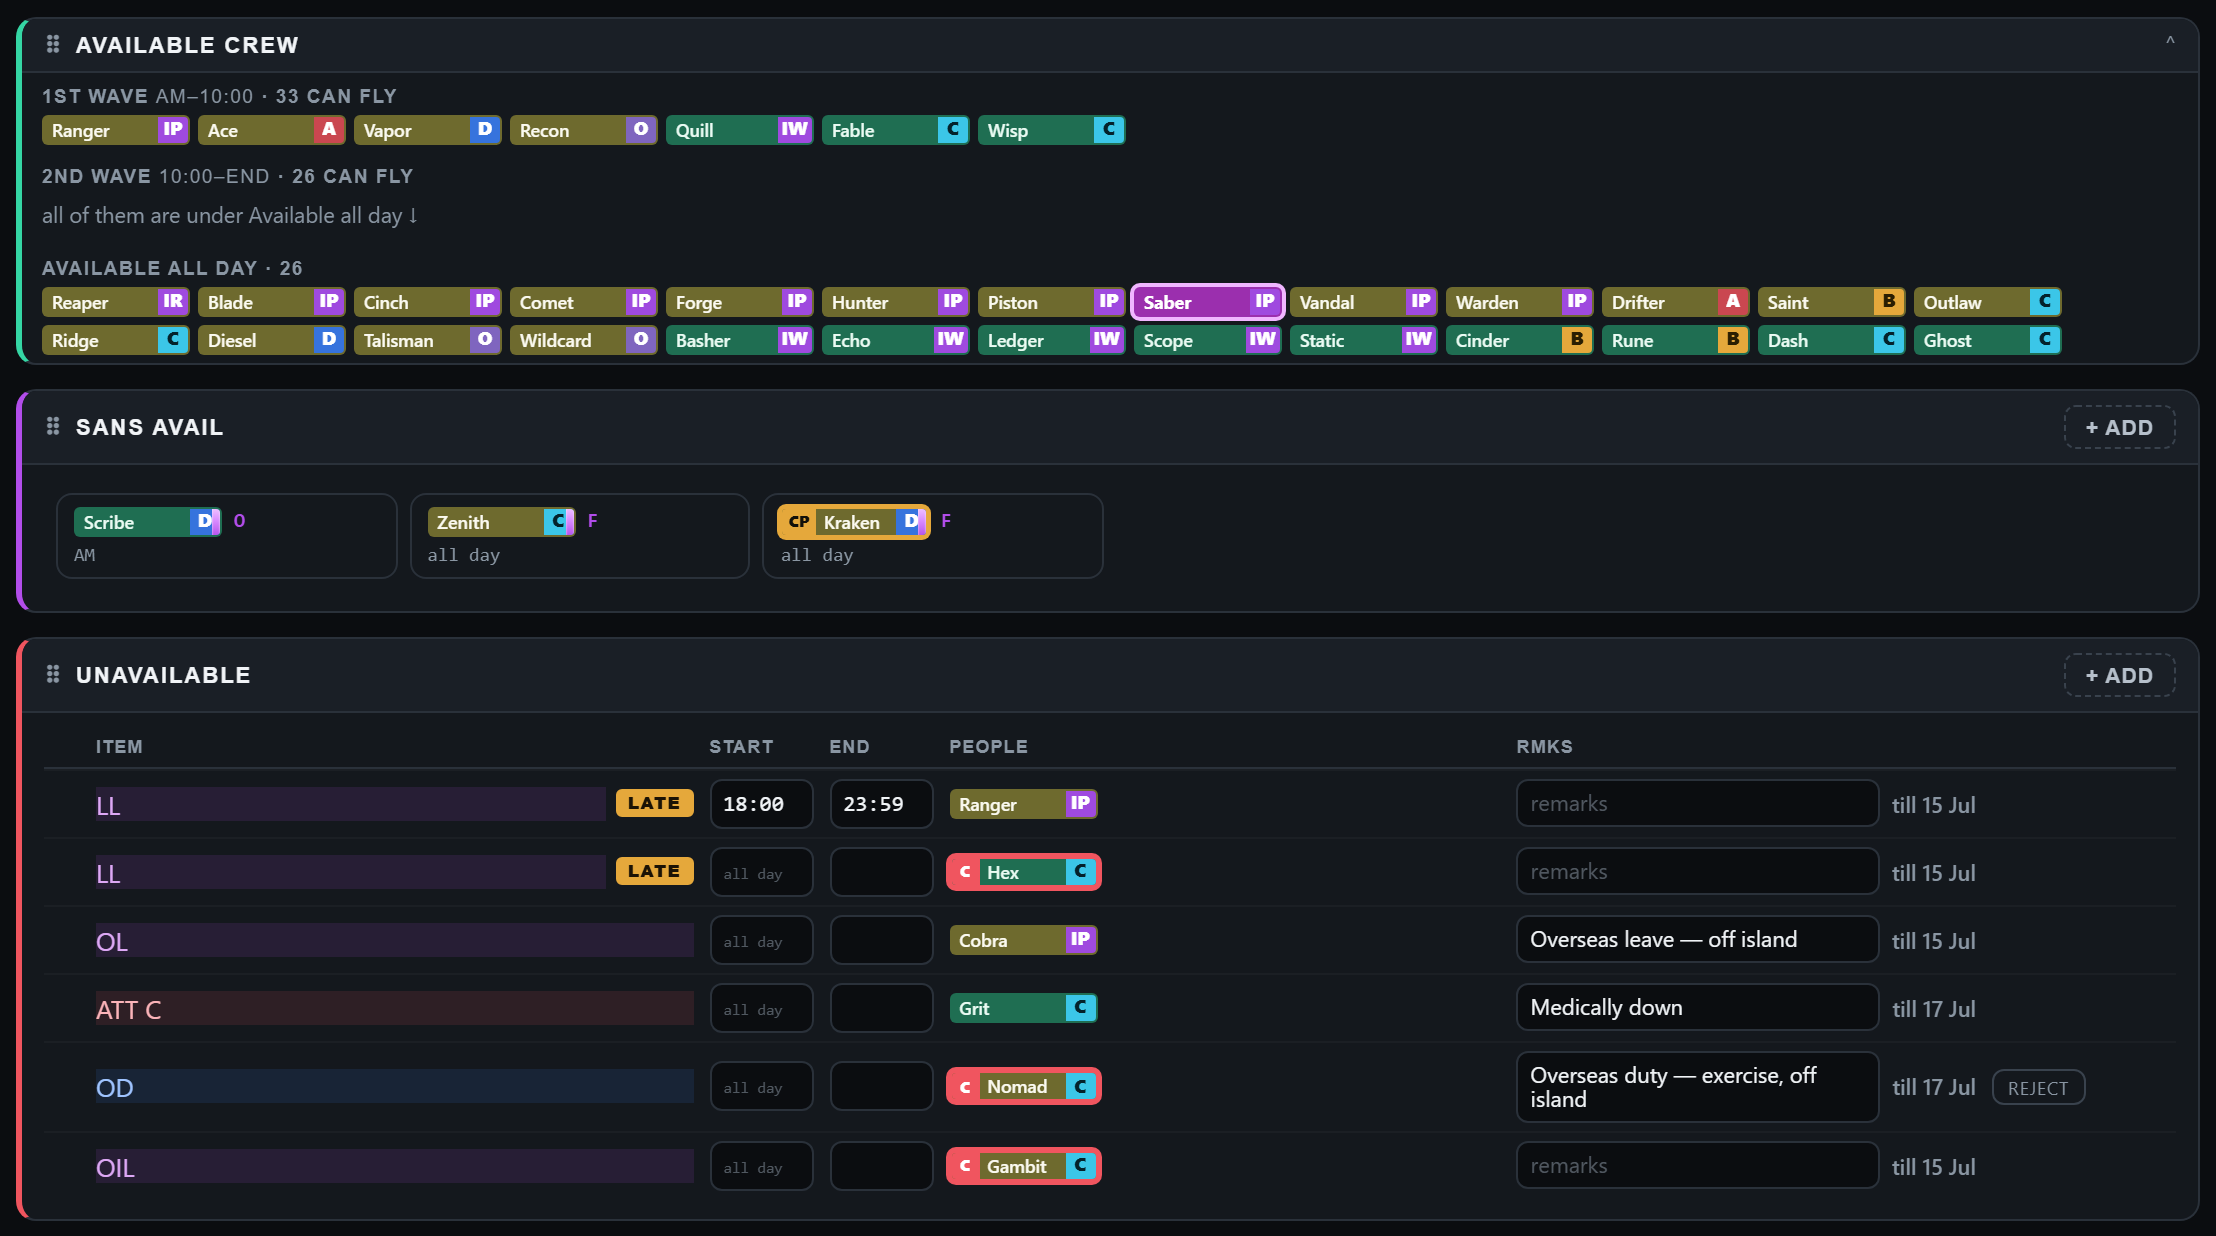 AVAILABLE CREW ^
1ST WAVE AM–10:00 · 33 CAN FLY
Ranger IP Ace A Vapor D Recon O Quill IW Fable C Wisp C
2ND WAVE 10:00–END · 26 CAN FLY
all of them are under Available all day ↓
AVAILABLE ALL DAY · 26
Reaper IR Blade IP Cinch IP Comet IP Forge IP Hunter IP Piston IP Saber IP Vandal IP Warden IP Drifter A Saint B Outlaw C
Ridge C Diesel D Talisman O Wildcard O Basher IW Echo IW Ledger IW Scope IW Static IW Cinder B Rune B Dash C Ghost C
SANS AVAIL + ADD
Scribe D O Zenith C F CP Kraken D F
AM all day all day
UNAVAILABLE + ADD
ITEM START END PEOPLE RMKS
LL LATE 18:00 23:59 Ranger IP remarks till 15 Jul
LL LATE all day C Hex C remarks till 15 Jul
OL all day Cobra IP Overseas leave — off island till 15 Jul
ATT C all day Grit C Medically down till 17 Jul
OD all day C Nomad C Overseas duty — exercise, off island till 17 Jul REJECT
OIL all day C Gambit C remarks till 15 Jul